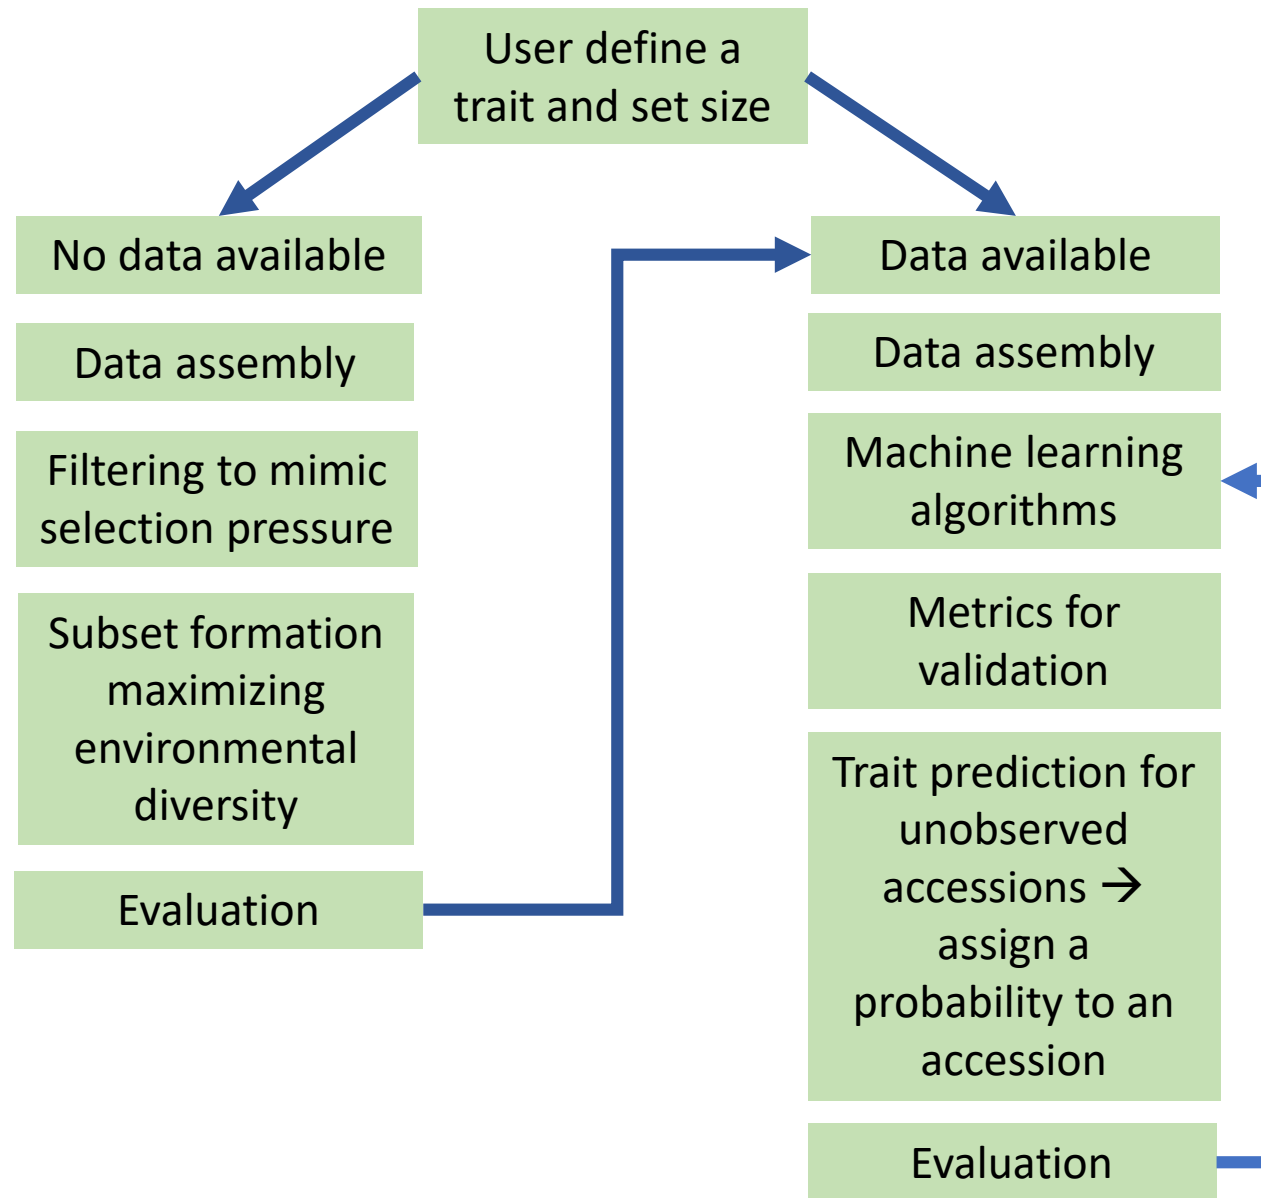 User define a
trait and set size
No data available
Data assembly
Filtering to mimic
selection pressure
Subset formation
maximizing
environmental
diversity
Evaluation
Data available
Data assembly
Machine learning
algorithms
Metrics for
validation
Trait prediction for
unobserved
accessions →
assign a
probability to an
accession
Evaluation